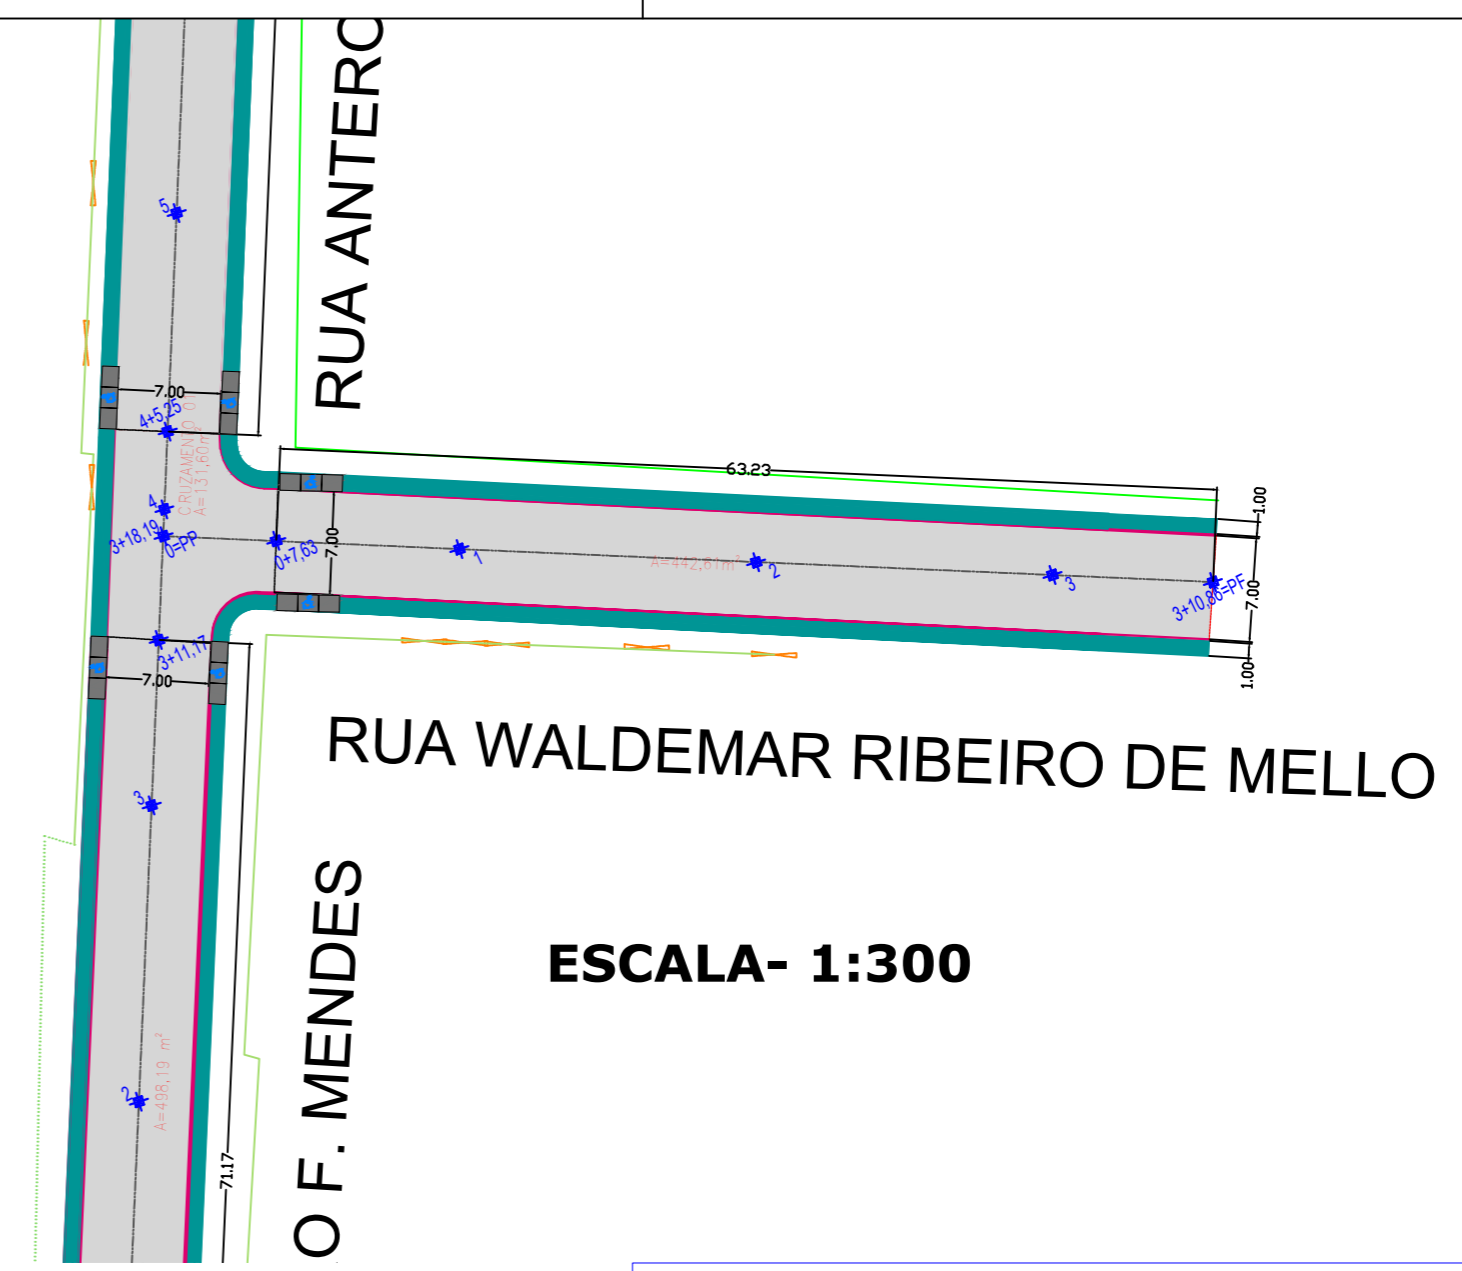 RUA ANTERO
5
7.00
4+5,25
CRUZAMENTO 01
A=131,60m²
4
3+18,19
0=PP
0+7,63
7.00
63.23
1.00
1
A=442,61m²
2
3
3+10,86=PF
7.00
1.00
3+11,17
7.00
RUA WALDEMAR RIBEIRO DE MELLO
3
O F. MENDES
ESCALA- 1:300
A=498,19 m²
2
71.17